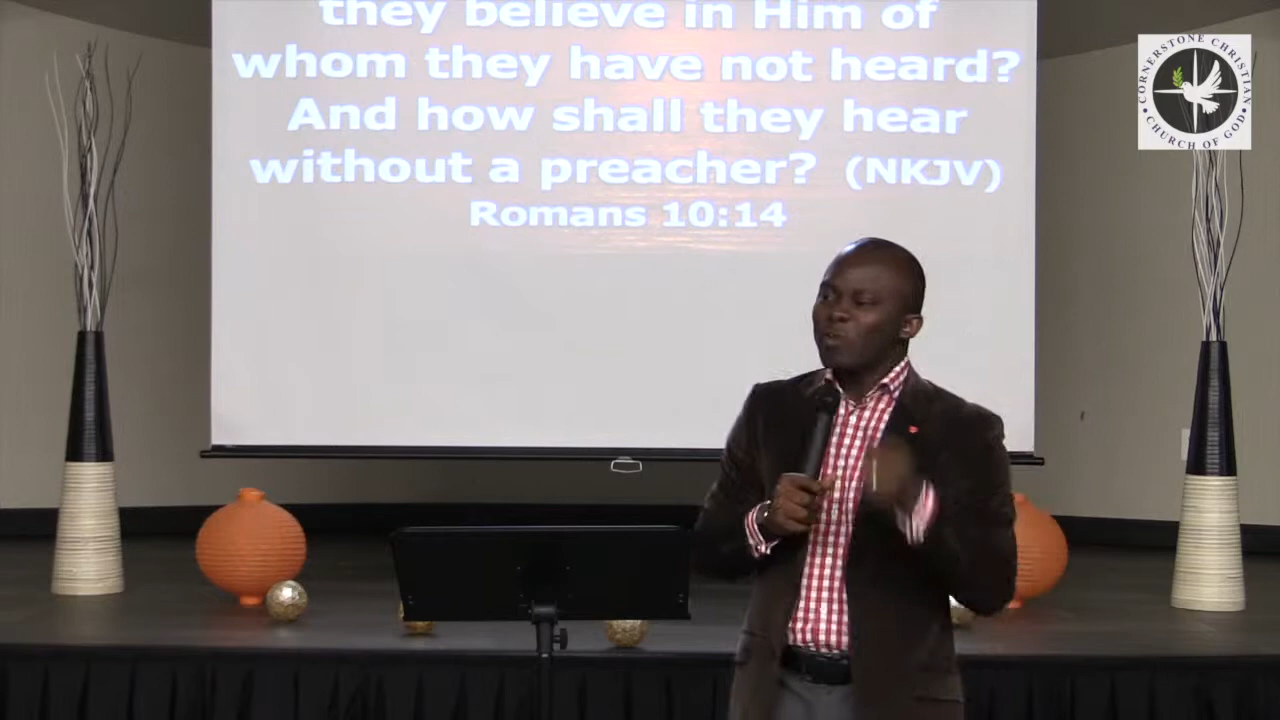 they believe in Him of
whom they have not heard?
And how shall they hear
without a preacher? (NKJV)
Romans 10:14
CORNERSTONE CHRISTIAN
CHURCH OF GOD